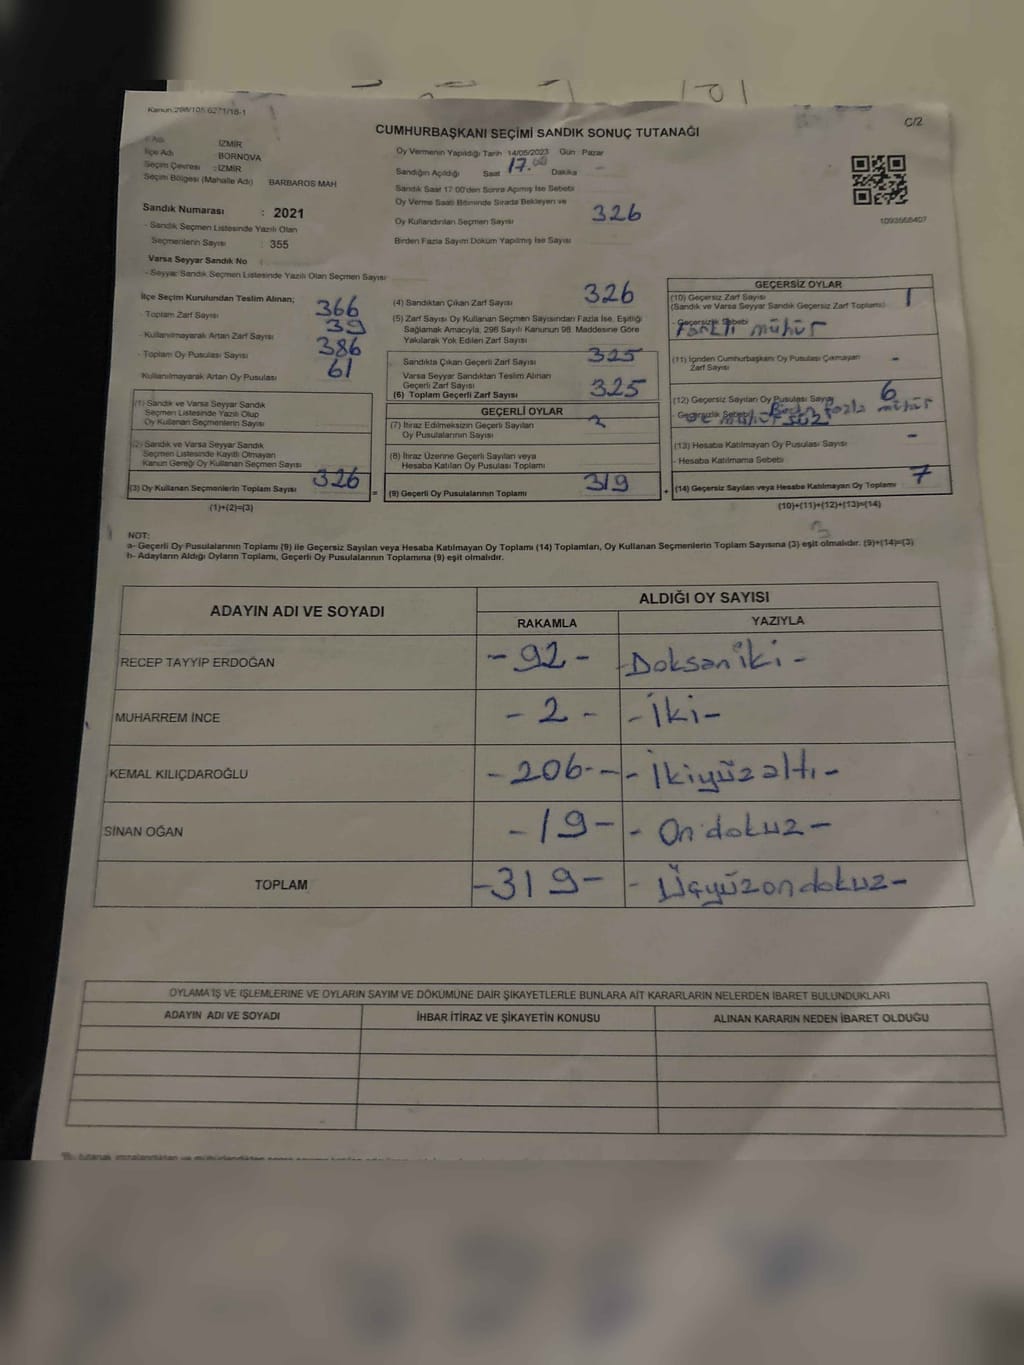 Kanun:298/105 6271/18-1
C/2
CUMHURBAŞKANI SEÇİMİ SANDIK SONUÇ TUTANAĞI
İl Adı İZMİR
İlçe Adı : BORNOVA
Seçim Çevresi : İZMİR
Seçim Bölgesi (Mahalle Adı) BARBAROS MAH
Sandık Numarası : 2021
- Sandık Seçmen Listesinde Yazılı Olan
Seçmenlerin Sayısı : 355
Varsa Seyyar Sandık No
- Seyyar Sandık Seçmen Listesinde Yazılı Olan Seçmen Sayısı
Oy Vermenin Yapıldığı Tarih 14/05/2023 Gün Pazar
Sandığın Açıldığı Saat 17.00 Dakika
Sandık Saat 17:00'den Sonra Açımış İse Sebebi
Oy Verme Saati Bitiminde Sırada Bekleyen ve
Oy Kullandırılan Seçmen Sayısı 326
Birden Fazla Sayım Döküm Yapılmış İse Sayısı
1093568407
İlçe Seçim Kurulundan Teslim Alınan;
- Toplam Zarf Sayısı 366
Kullanılmayarak Artan Zarf Sayısı 39
- Toplam Oy Pusulası Sayısı 386
Kullanılmayarak Artan Oy Pusulası 61
(1) Sandık ve Varsa Seyyar Sandık
Seçmen Listesinde Yazılı Olup
Oy Kullanan Seçmenlerin Sayısı
(2) Sandık ve Varsa Seyyar Sandık
Seçmen Listesinde Kayıtlı Olmayan
Kanun Gereği Oy Kullanan Seçmen Sayısı
(3) Oy Kullanan Seçmenlerin Toplam Sayısı 326 =
(1)+(2)=(3)
(4) Sandıktan Çıkan Zarf Sayısı 326
(5) Zarf Sayısı Oy Kullanan Seçmen Sayısından Fazla İse, Eşitliği
Sağlamak Amacıyla, 298 Sayılı Kanunun 98. Maddesine Göre
Yakılarak Yok Edilen Zarf Sayısı
Sandıkta Çıkan Geçerli Zarf Sayısı 325
Varsa Seyyar Sandıktan Teslim Alınan
Geçerli Zarf Sayısı
(6) Toplam Geçerli Zarf Sayısı 325
GEÇERLİ OYLAR
(7) İtiraz Edilmeksizin Geçerli Sayılan
Oy Pusulalarının Sayısı
(8) İtiraz Üzerine Geçerli Sayılan veya
Hesaba Katılan Oy Pusulası Toplamı
(9) Geçerli Oy Pusulalarının Toplamı 319 +
GEÇERSİZ OYLAR
(10) Geçersiz Zarf Sayısı 1
(Sandık ve Varsa Seyyar Sandık Geçersiz Zarf Toplamı)
- Geçersizlik Sebebi
Farklı mühür
(11) İçinden Cumhurbaşkanı Oy Pusulası Çıkmayan -
Zarf Sayısı
(12) Geçersiz Sayılan Oy Pusulası Sayısı 6
- Geçersizlik Sebebi Birden fazla mühür
ve mühürsüz
(13) Hesaba Katılmayan Oy Pusulası Sayısı -
- Hesaba Katılmama Sebebi
(14) Geçersiz Sayılan veya Hesaba Katılmayan Oy Toplamı 7
(10)+(11)+(12)+(13)=(14)
NOT:
a- Geçerli Oy Pusulalarının Toplamı (9) ile Geçersiz Sayılan veya Hesaba Katılmayan Oy Toplamı (14) Toplamları, Oy Kullanan Seçmenlerin Toplam Sayısına (3) eşit olmalıdır. (9)+(14)=(3)
b- Adayların Aldığı Oyların Toplamı, Geçerli Oy Pusulalarının Toplamına (9) eşit olmalıdır.
ADAYIN ADI VE SOYADI
ALDIĞI OY SAYISI
RAKAMLA YAZIYLA
RECEP TAYYİP ERDOĞAN -92- -Doksan iki-
MUHARREM İNCE -2- -İki-
KEMAL KILIÇDAROĞLU -206- -İkiyüz altı-
SİNAN OĞAN -19- -On dokuz-
TOPLAM -319- -Üçyüzondokuz-
OYLAMA İŞ VE İŞLEMLERİNE VE OYLARIN SAYIM VE DÖKÜMÜNE DAİR ŞİKAYETLERLE BUNLARA AİT KARARLARIN NELERDEN İBARET BULUNDUKLARI
ADAYIN ADI VE SOYADI İHBAR İTİRAZ VE ŞİKAYETİN KONUSU ALINAN KARARIN NEDEN İBARET OLDUĞU